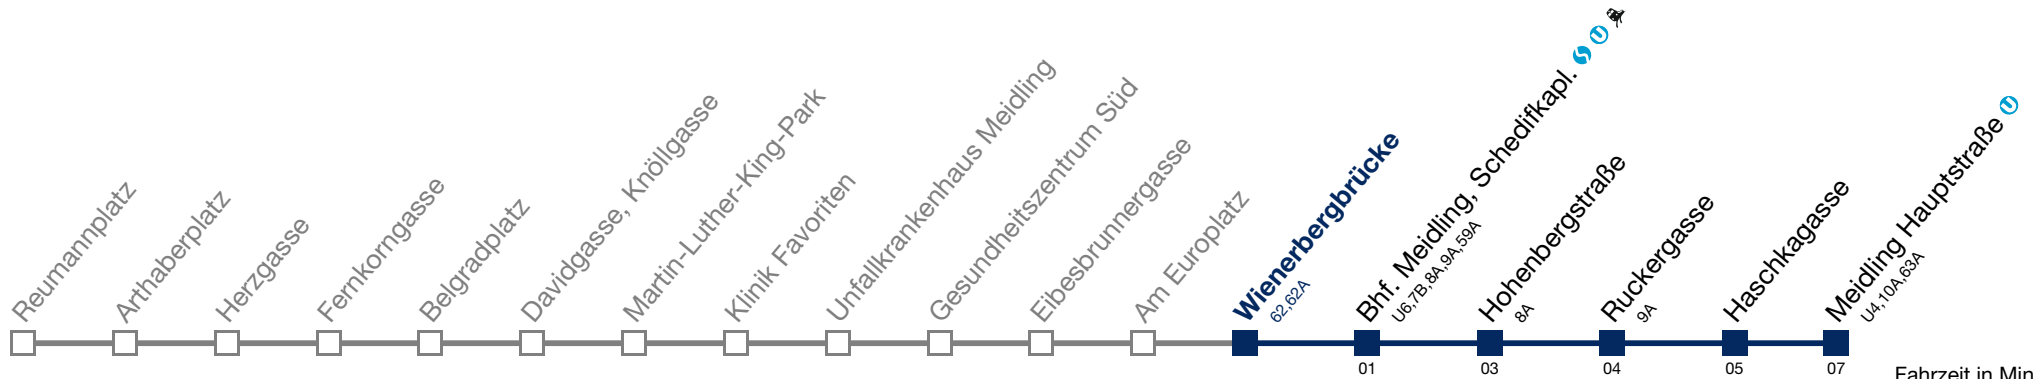 Reumannplatz
Arthaberplatz
Herzgasse
Fernkorngasse
Belgradplatz
Davidgasse, Knöllgasse
Martin-Luther-King-Park
Klinik Favoriten
Unfallkrankenhaus Meidling
Gesundheitszentrum Süd
Eibesbrunnergasse
Am Europlatz
Wienerbergbrücke
62,62A
Bhf. Meidling, Schedifkapl.
U6,7B,8A,9A,59A
Hohenbergstraße
8A
Ruckergasse
9A
Haschkagasse
Meidling Hauptstraße
U4,10A,63A
01
03
04
05
07
Fahrzeit in Min